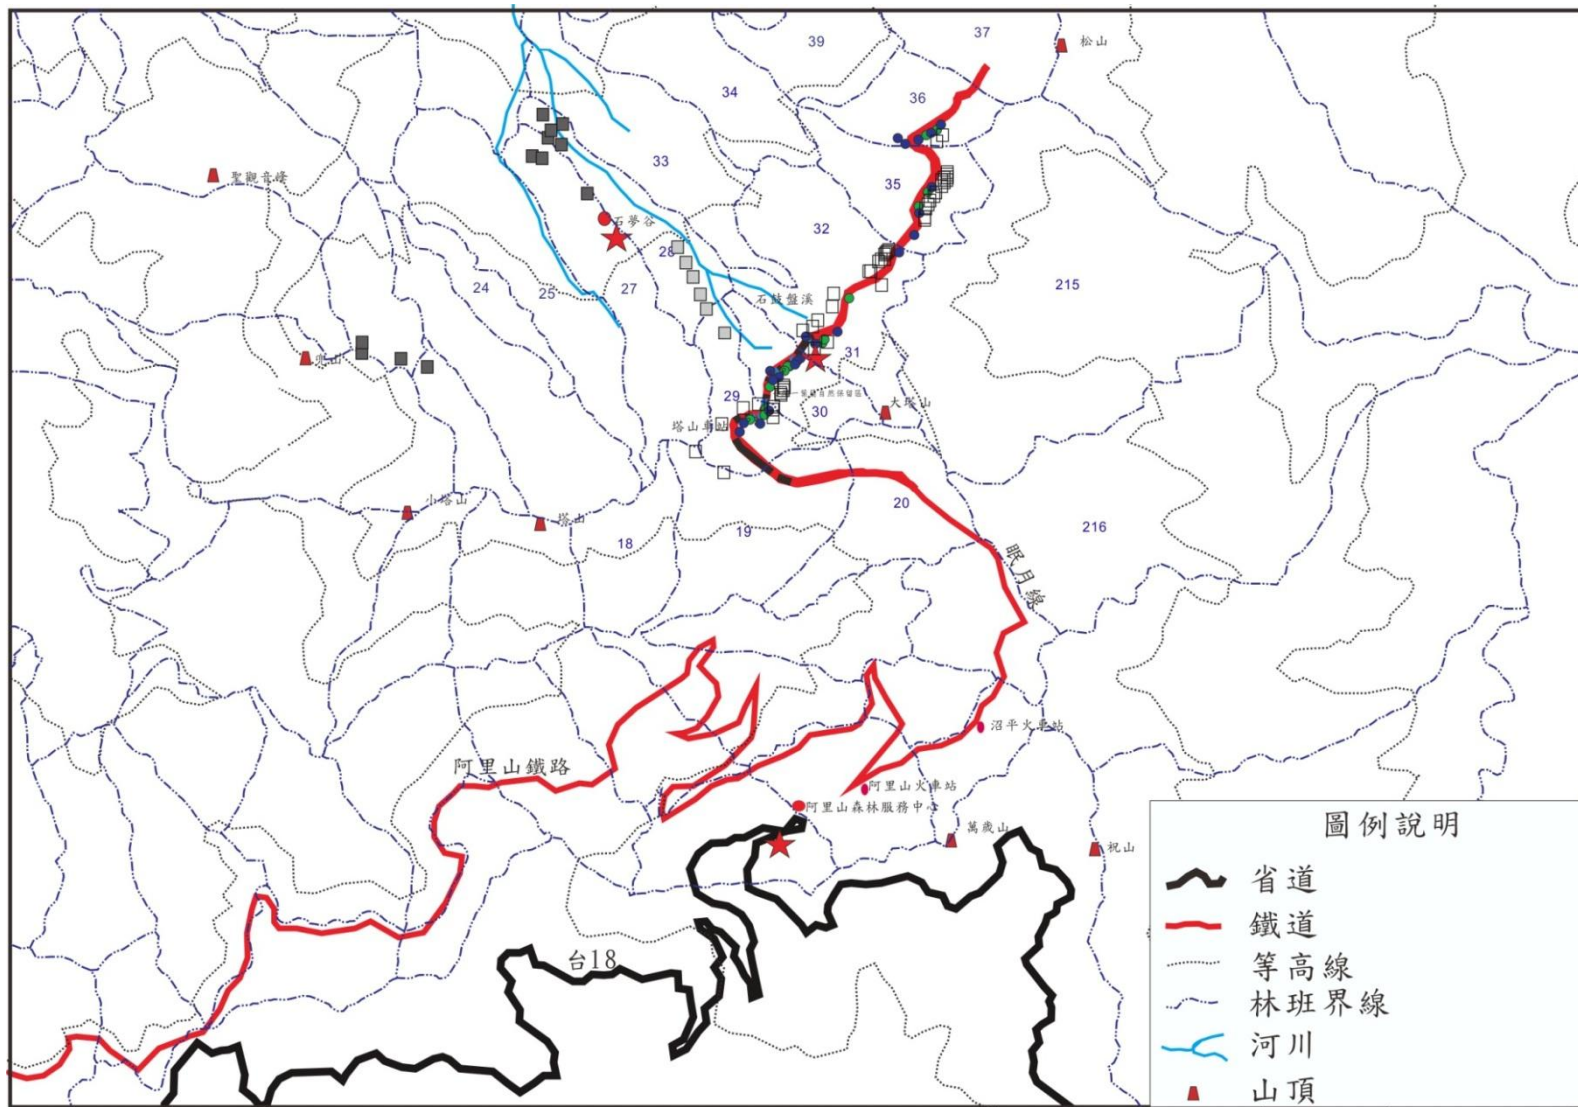 39
37
松山
34
36
33
35
聖觀音峰
石夢谷
32
28
24
25
27
215
石鼓盤溪
31
兜山
29
30
大塔山
塔山車站
小塔山
塔山
20
19
18
216
眠月線
沼平火車站
阿里山鐵路
阿里山火車站
阿里山森林服務中心
萬歲山
祝山
台18
圖例說明
省道
鐵道
等高線
林班界線
河川
山頂